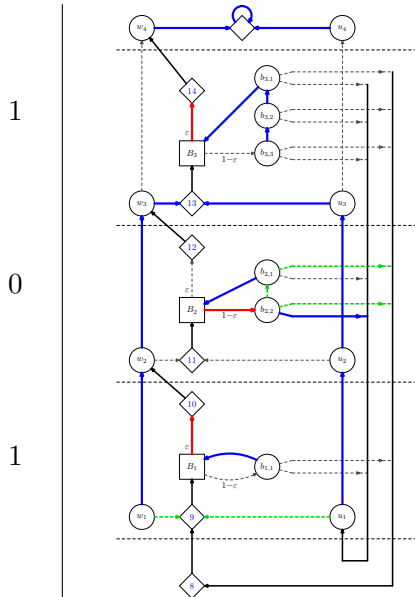 w₄ u₄
14 b₃,₁
1 b₃,₂
ε
B₃ 1−ε b₃,₃
w₃ 13 u₃
12
b₂,₁
0 ε
B₂ 1−ε b₂,₂
w₂ 11 u₂
10
ε
1 B₁ 1−ε b₁,₁
w₁ 9 u₁
8